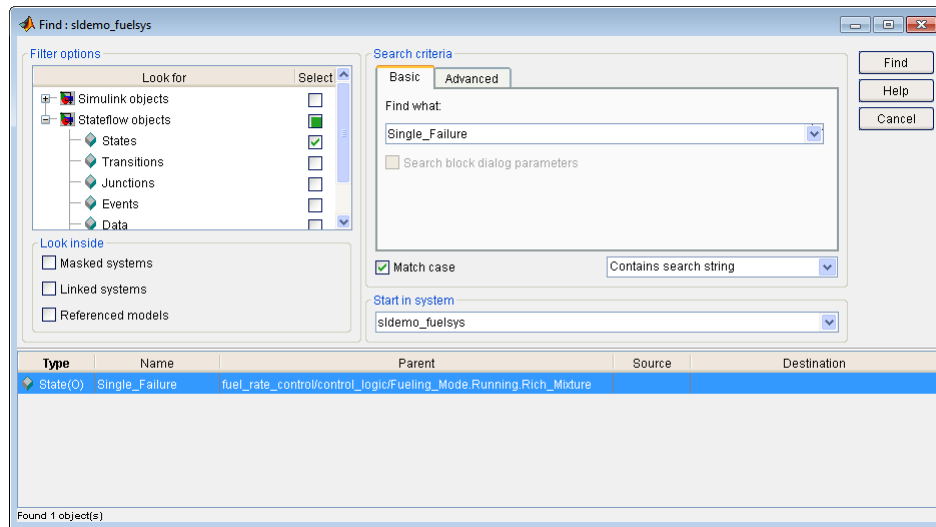 Find : sldemo_fuelsys
Filter options
Look for Select
Simulink objects
Stateflow objects
States
Transitions
Junctions
Events
Data
Look inside
Masked systems
Linked systems
Referenced models
Search criteria
Basic Advanced
Find what:
Single_Failure
Search block dialog parameters
Match case Contains search string
Start in system
sldemo_fuelsys
Find
Help
Cancel
Type Name Parent Source Destination
State(O) Single_Failure fuel_rate_control/control_logic/Fueling_Mode.Running.Rich_Mixture
Found 1 object(s)